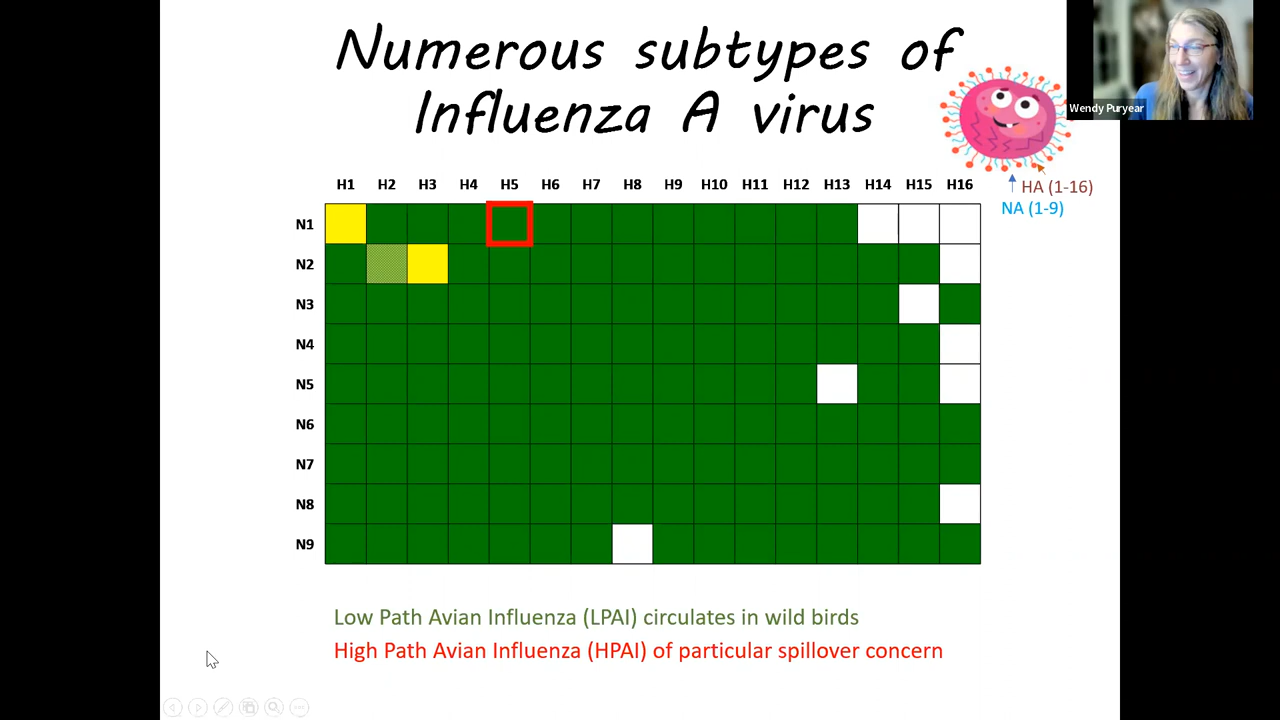 Numerous subtypes of
Influenza A virus
Wendy Puryear
H1 H2 H3 H4 H5 H6 H7 H8 H9 H10 H11 H12 H13 H14 H15 H16
HA (1-16)
NA (1-9)
N1
N2
N3
N4
N5
N6
N7
N8
N9
Low Path Avian Influenza (LPAI) circulates in wild birds
High Path Avian Influenza (HPAI) of particular spillover concern